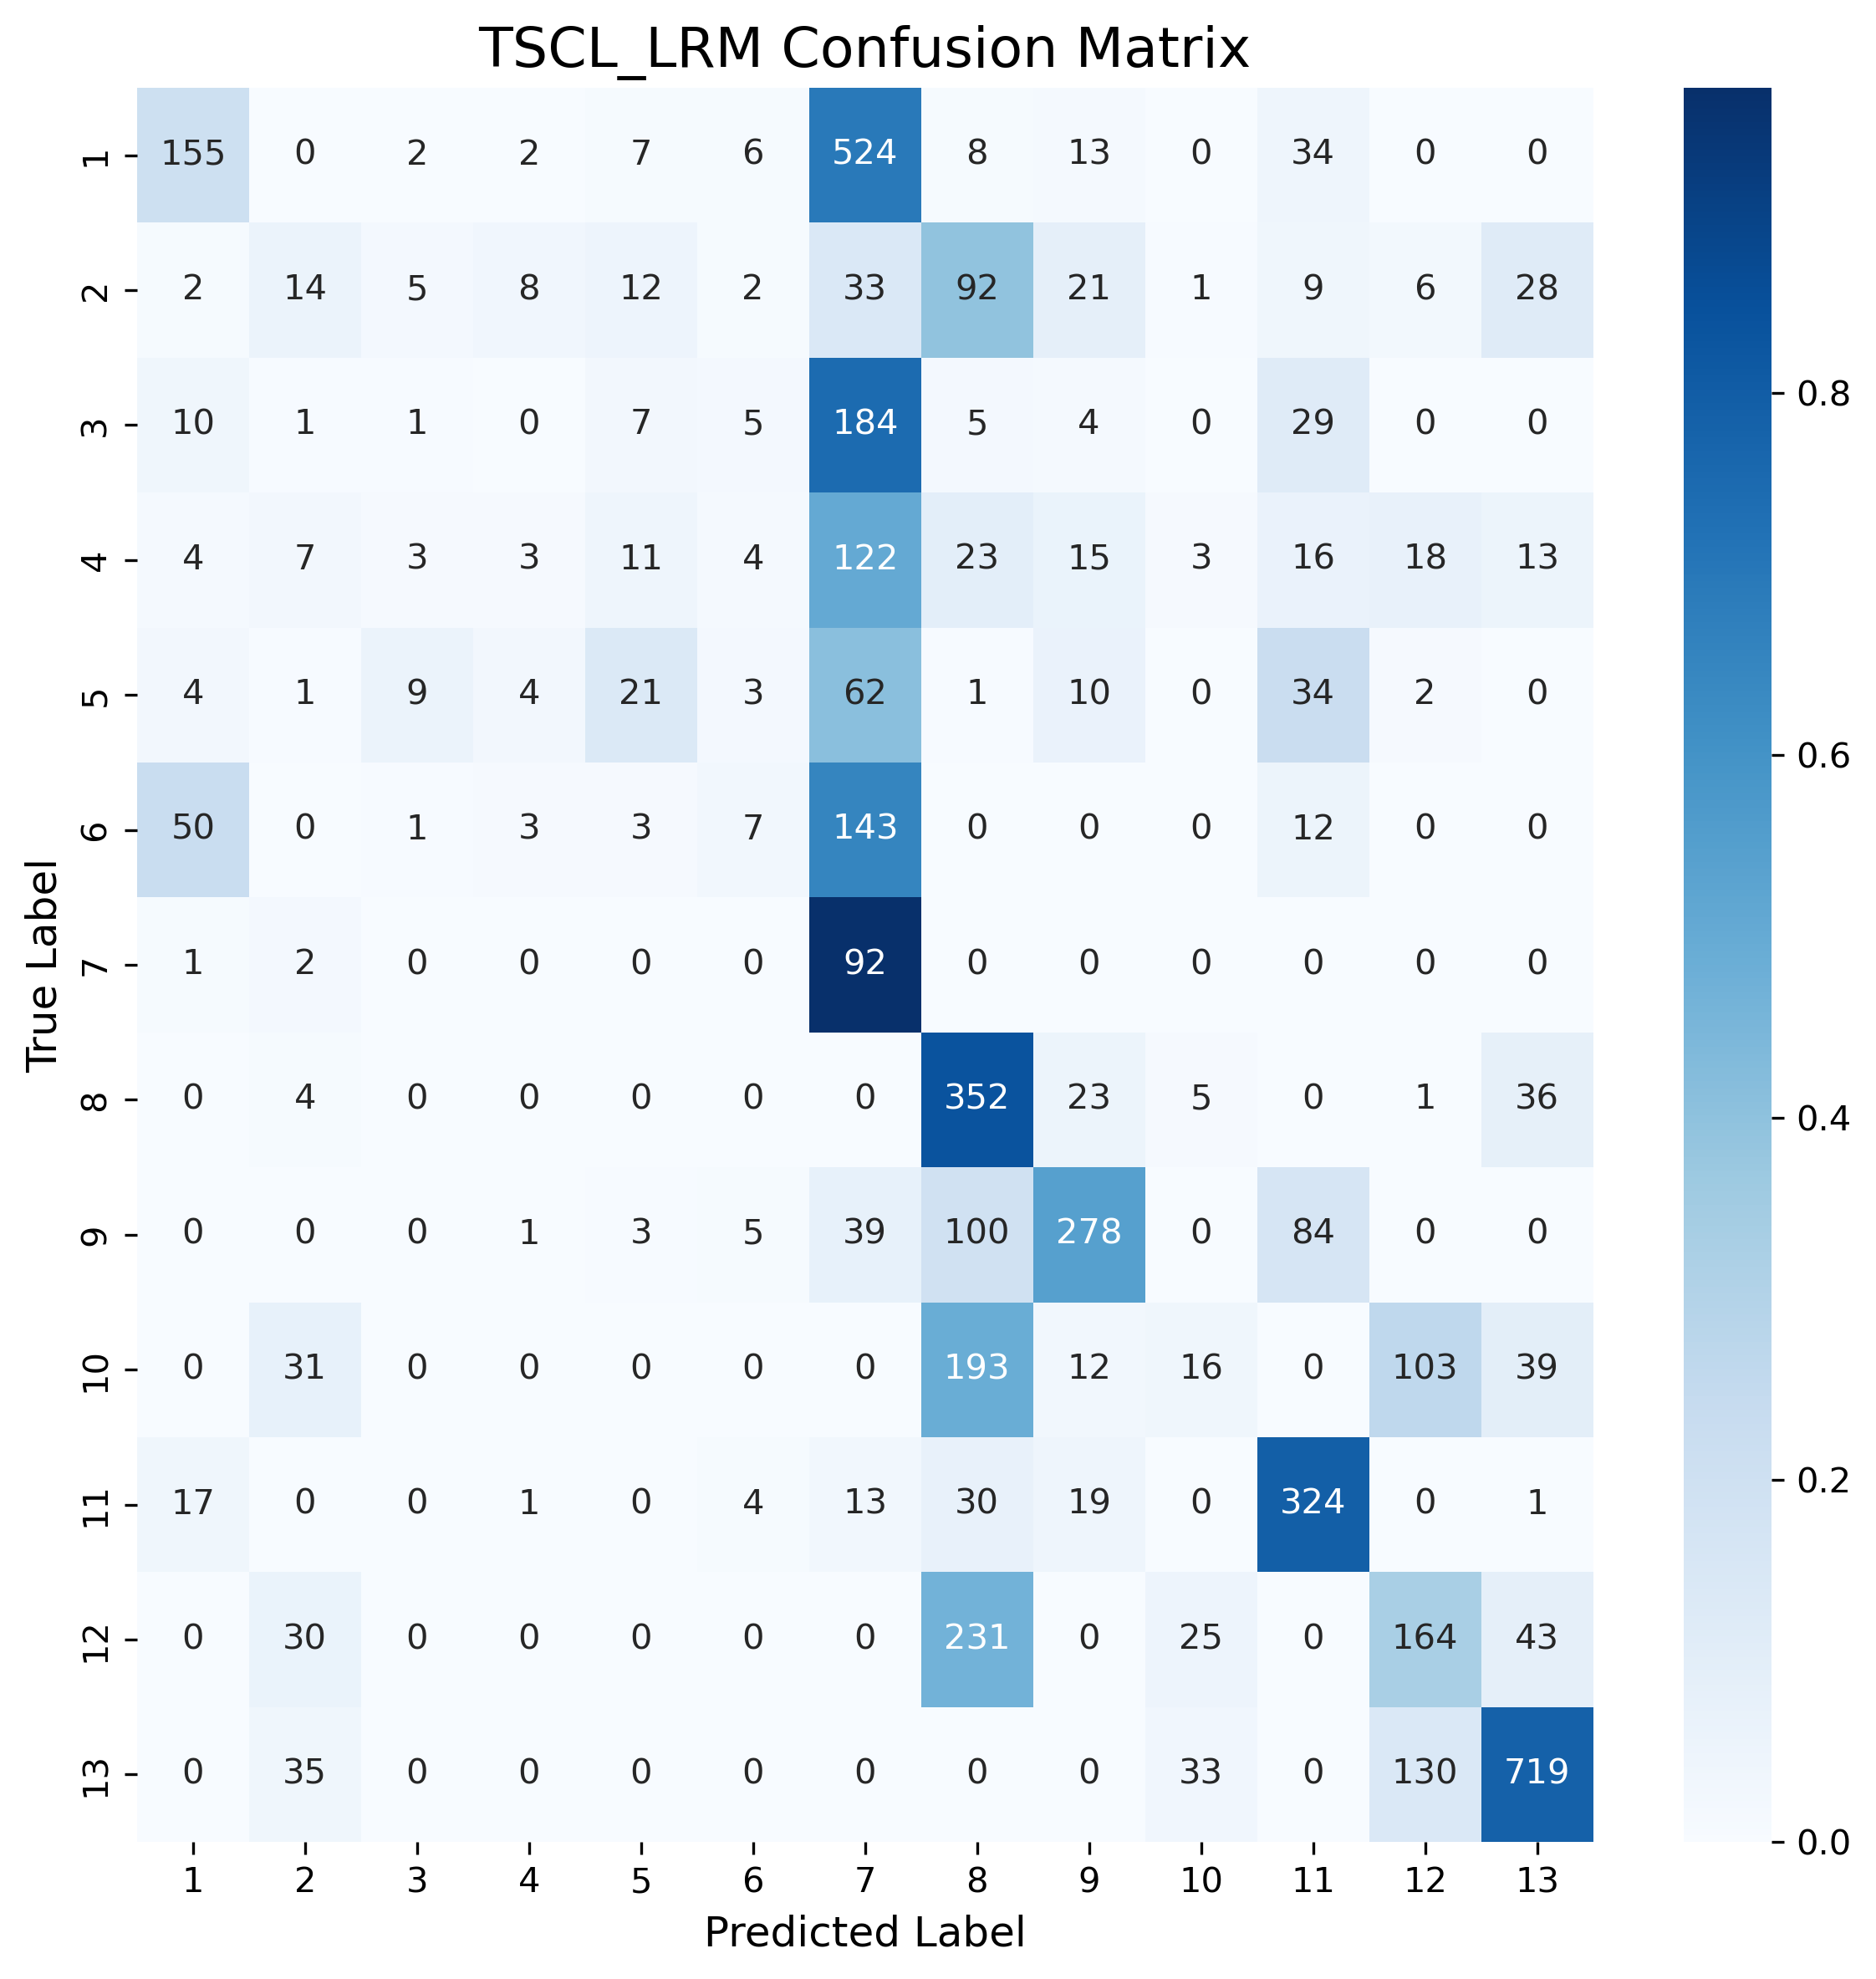 TSCL_LRM Confusion Matrix
1 155 0 2 2 7 6 524 8 13 0 34 0 0
2 2 14 5 8 12 2 33 92 21 1 9 6 28
3 10 1 1 0 7 5 184 5 4 0 29 0 0
0.8
4 4 7 3 3 11 4 122 23 15 3 16 18 13
5 4 1 9 4 21 3 62 1 10 0 34 2 0
0.6
6 50 0 1 3 3 7 143 0 0 0 12 0 0
True Label
7 1 2 0 0 0 0 92 0 0 0 0 0 0
8 0 4 0 0 0 0 0 352 23 5 0 1 36
0.4
9 0 0 0 1 3 5 39 100 278 0 84 0 0
10 0 31 0 0 0 0 0 193 12 16 0 103 39
0.2
11 17 0 0 1 0 4 13 30 19 0 324 0 1
12 0 30 0 0 0 0 0 231 0 25 0 164 43
13 0 35 0 0 0 0 0 0 0 33 0 130 719
0.0
1 2 3 4 5 6 7 8 9 10 11 12 13
Predicted Label